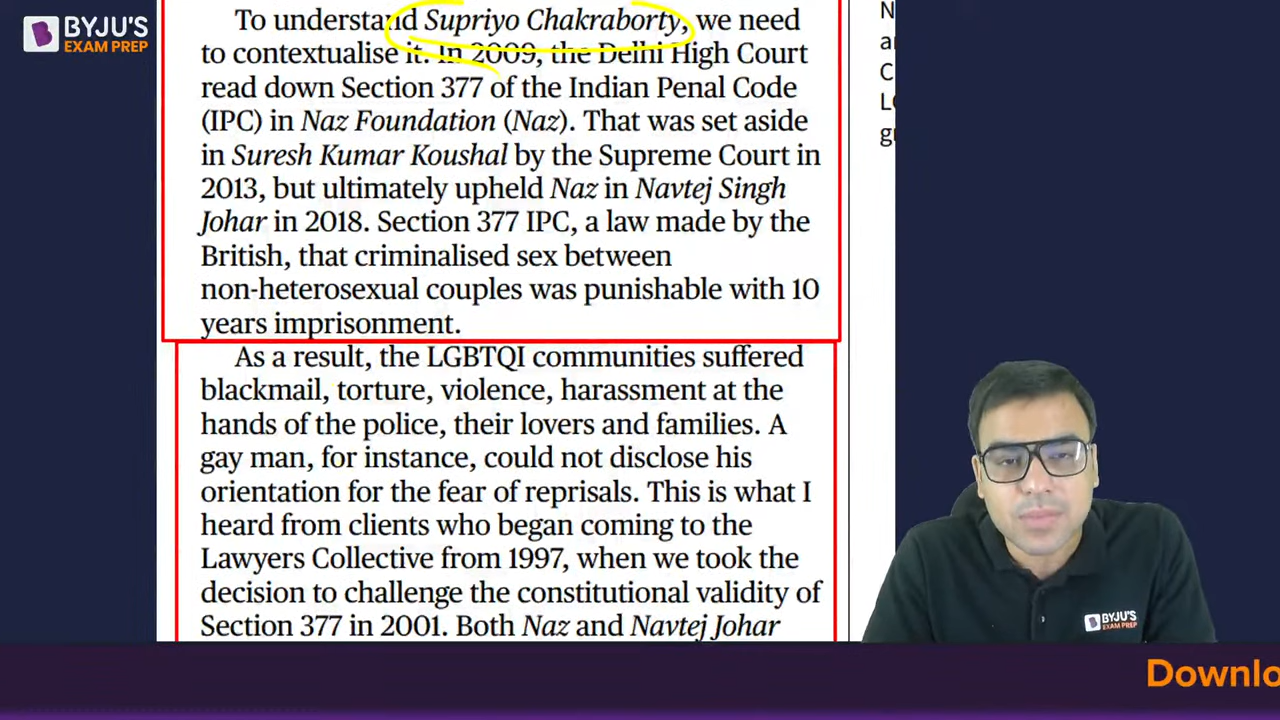 BYJU'S
EXAM PREP
To understand Supriyo Chakraborty, we need
to contextualise it. In 2009, the Delhi High Court
read down Section 377 of the Indian Penal Code
(IPC) in Naz Foundation (Naz). That was set aside
in Suresh Kumar Koushal by the Supreme Court in
2013, but ultimately upheld Naz in Navtej Singh
Johar in 2018. Section 377 IPC, a law made by the
British, that criminalised sex between
non-heterosexual couples was punishable with 10
years imprisonment.
As a result, the LGBTQI communities suffered
blackmail, torture, violence, harassment at the
hands of the police, their lovers and families. A
gay man, for instance, could not disclose his
orientation for the fear of reprisals. This is what I
heard from clients who began coming to the
Lawyers Collective from 1997, when we took the
decision to challenge the constitutional validity of
Section 377 in 2001. Both Naz and Navtej Johar
BYJU'S
EXAM PREP
Downlo